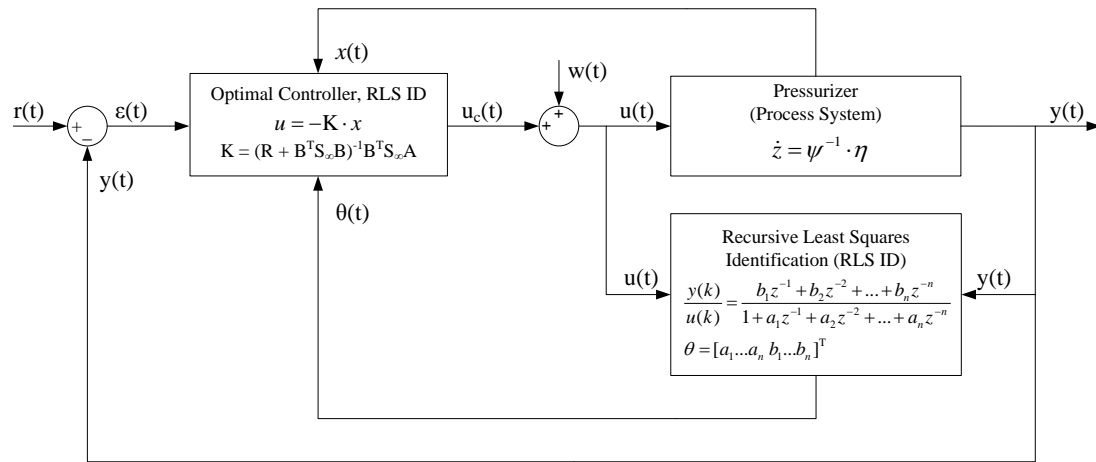 x(t)
w(t)
r(t)
+
−
ε(t)
y(t)
Optimal Controller, RLS ID
u = −K · x
K = (R + BᵀS∞B)⁻¹BᵀS∞A
u_c(t)
+
+
u(t)
Pressurizer
(Process System)
ż = ψ⁻¹ · η
y(t)
θ(t)
u(t)
Recursive Least Squares
Identification (RLS ID)
y(k)/u(k) = (b₁z⁻¹ + b₂z⁻² + ... + bₙz⁻ⁿ)/(1 + a₁z⁻¹ + a₂z⁻² + ... + aₙz⁻ⁿ)
θ = [a₁...aₙ b₁...bₙ]ᵀ
y(t)